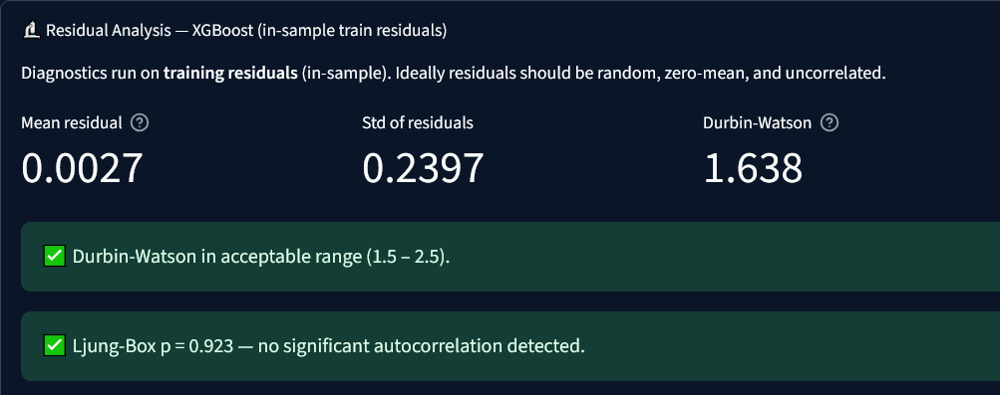 🔬 Residual Analysis — XGBoost (in-sample train residuals)
Diagnostics run on training residuals (in-sample). Ideally residuals should be random, zero-mean, and uncorrelated.
Mean residual ?
0.0027
Std of residuals
0.2397
Durbin-Watson ?
1.638
✅ Durbin-Watson in acceptable range (1.5 – 2.5).
✅ Ljung-Box p = 0.923 — no significant autocorrelation detected.